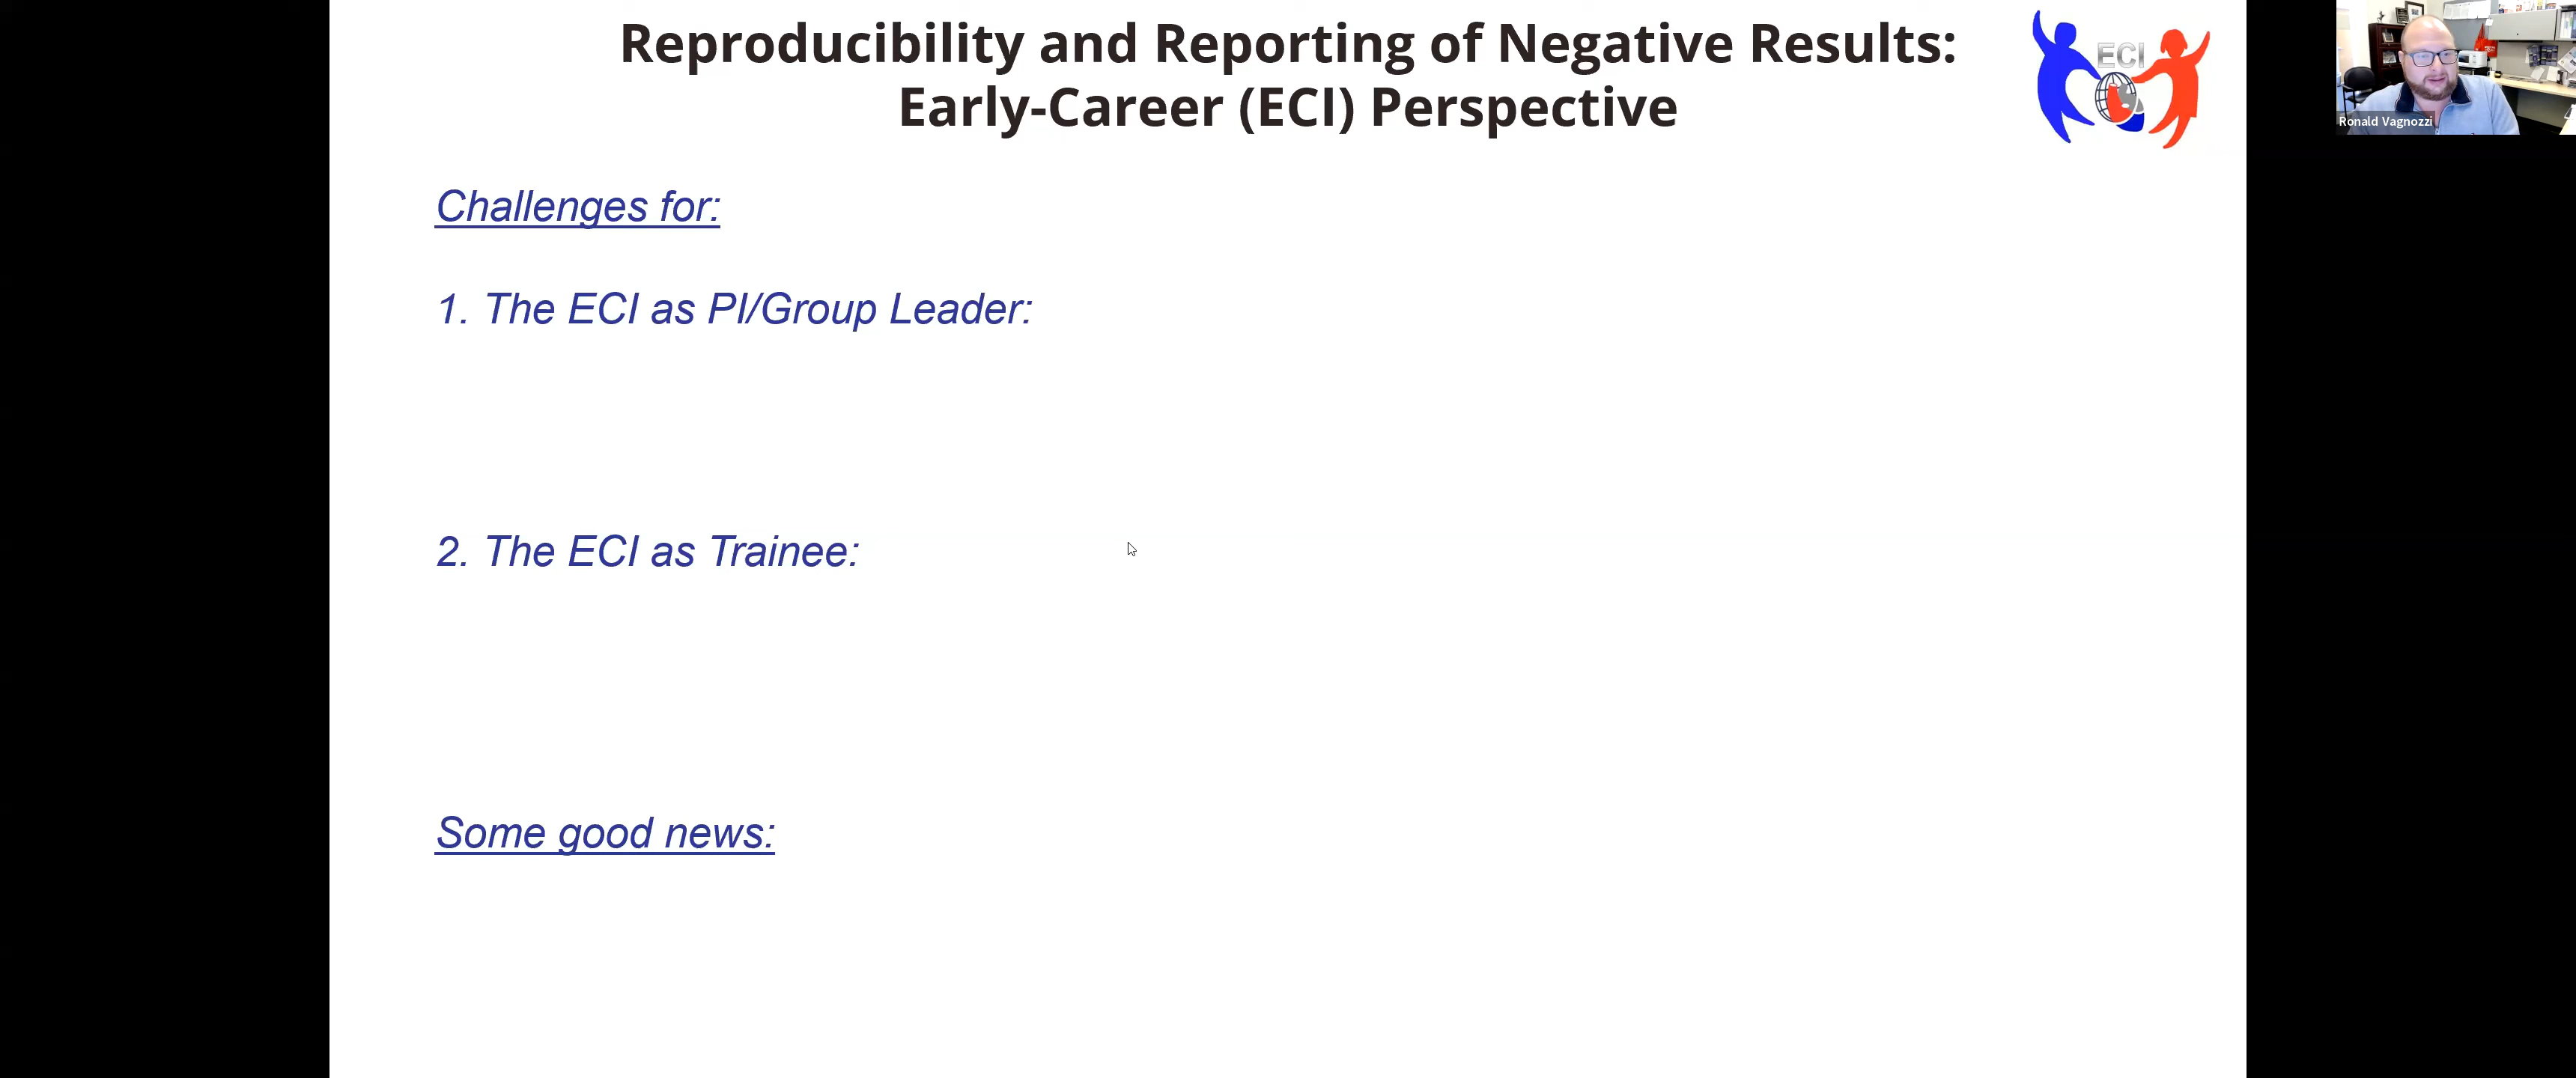 Reproducibility and Reporting of Negative Results:
Early-Career (ECI) Perspective
ECI
Ronald Vagnozzi
Challenges for:
1. The ECI as PI/Group Leader:
2. The ECI as Trainee:
Some good news: